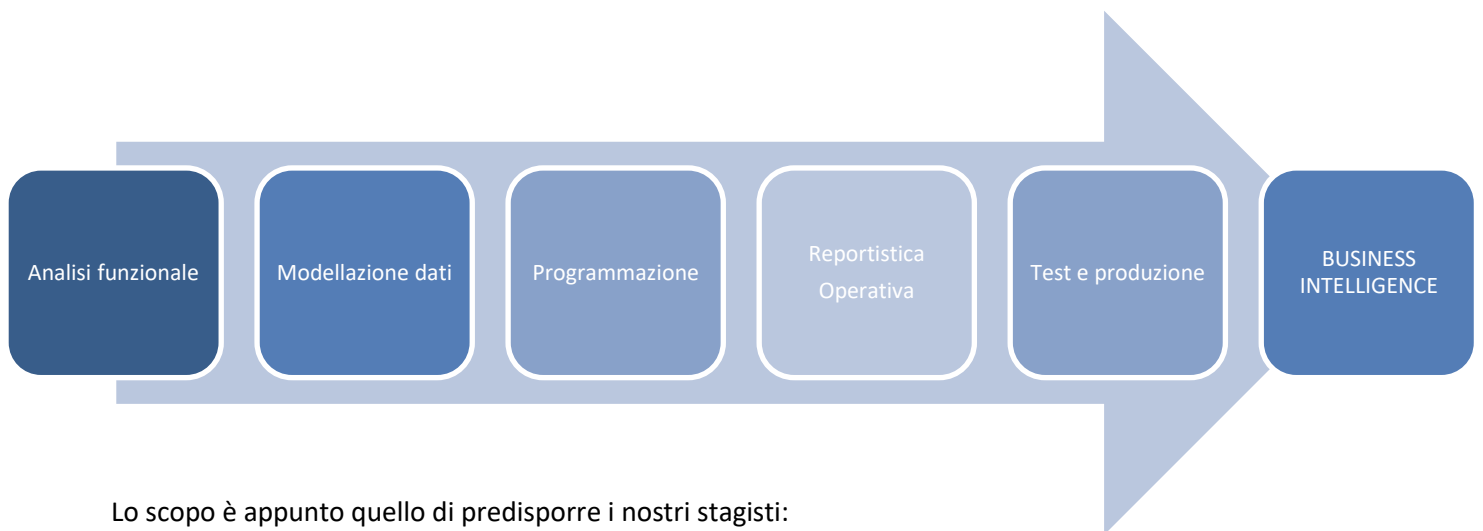 Analisi funzionale
Modellazione dati
Programmazione
Reportistica
Operativa
Test e produzione
BUSINESS
INTELLIGENCE
Lo scopo è appunto quello di predisporre i nostri stagisti: